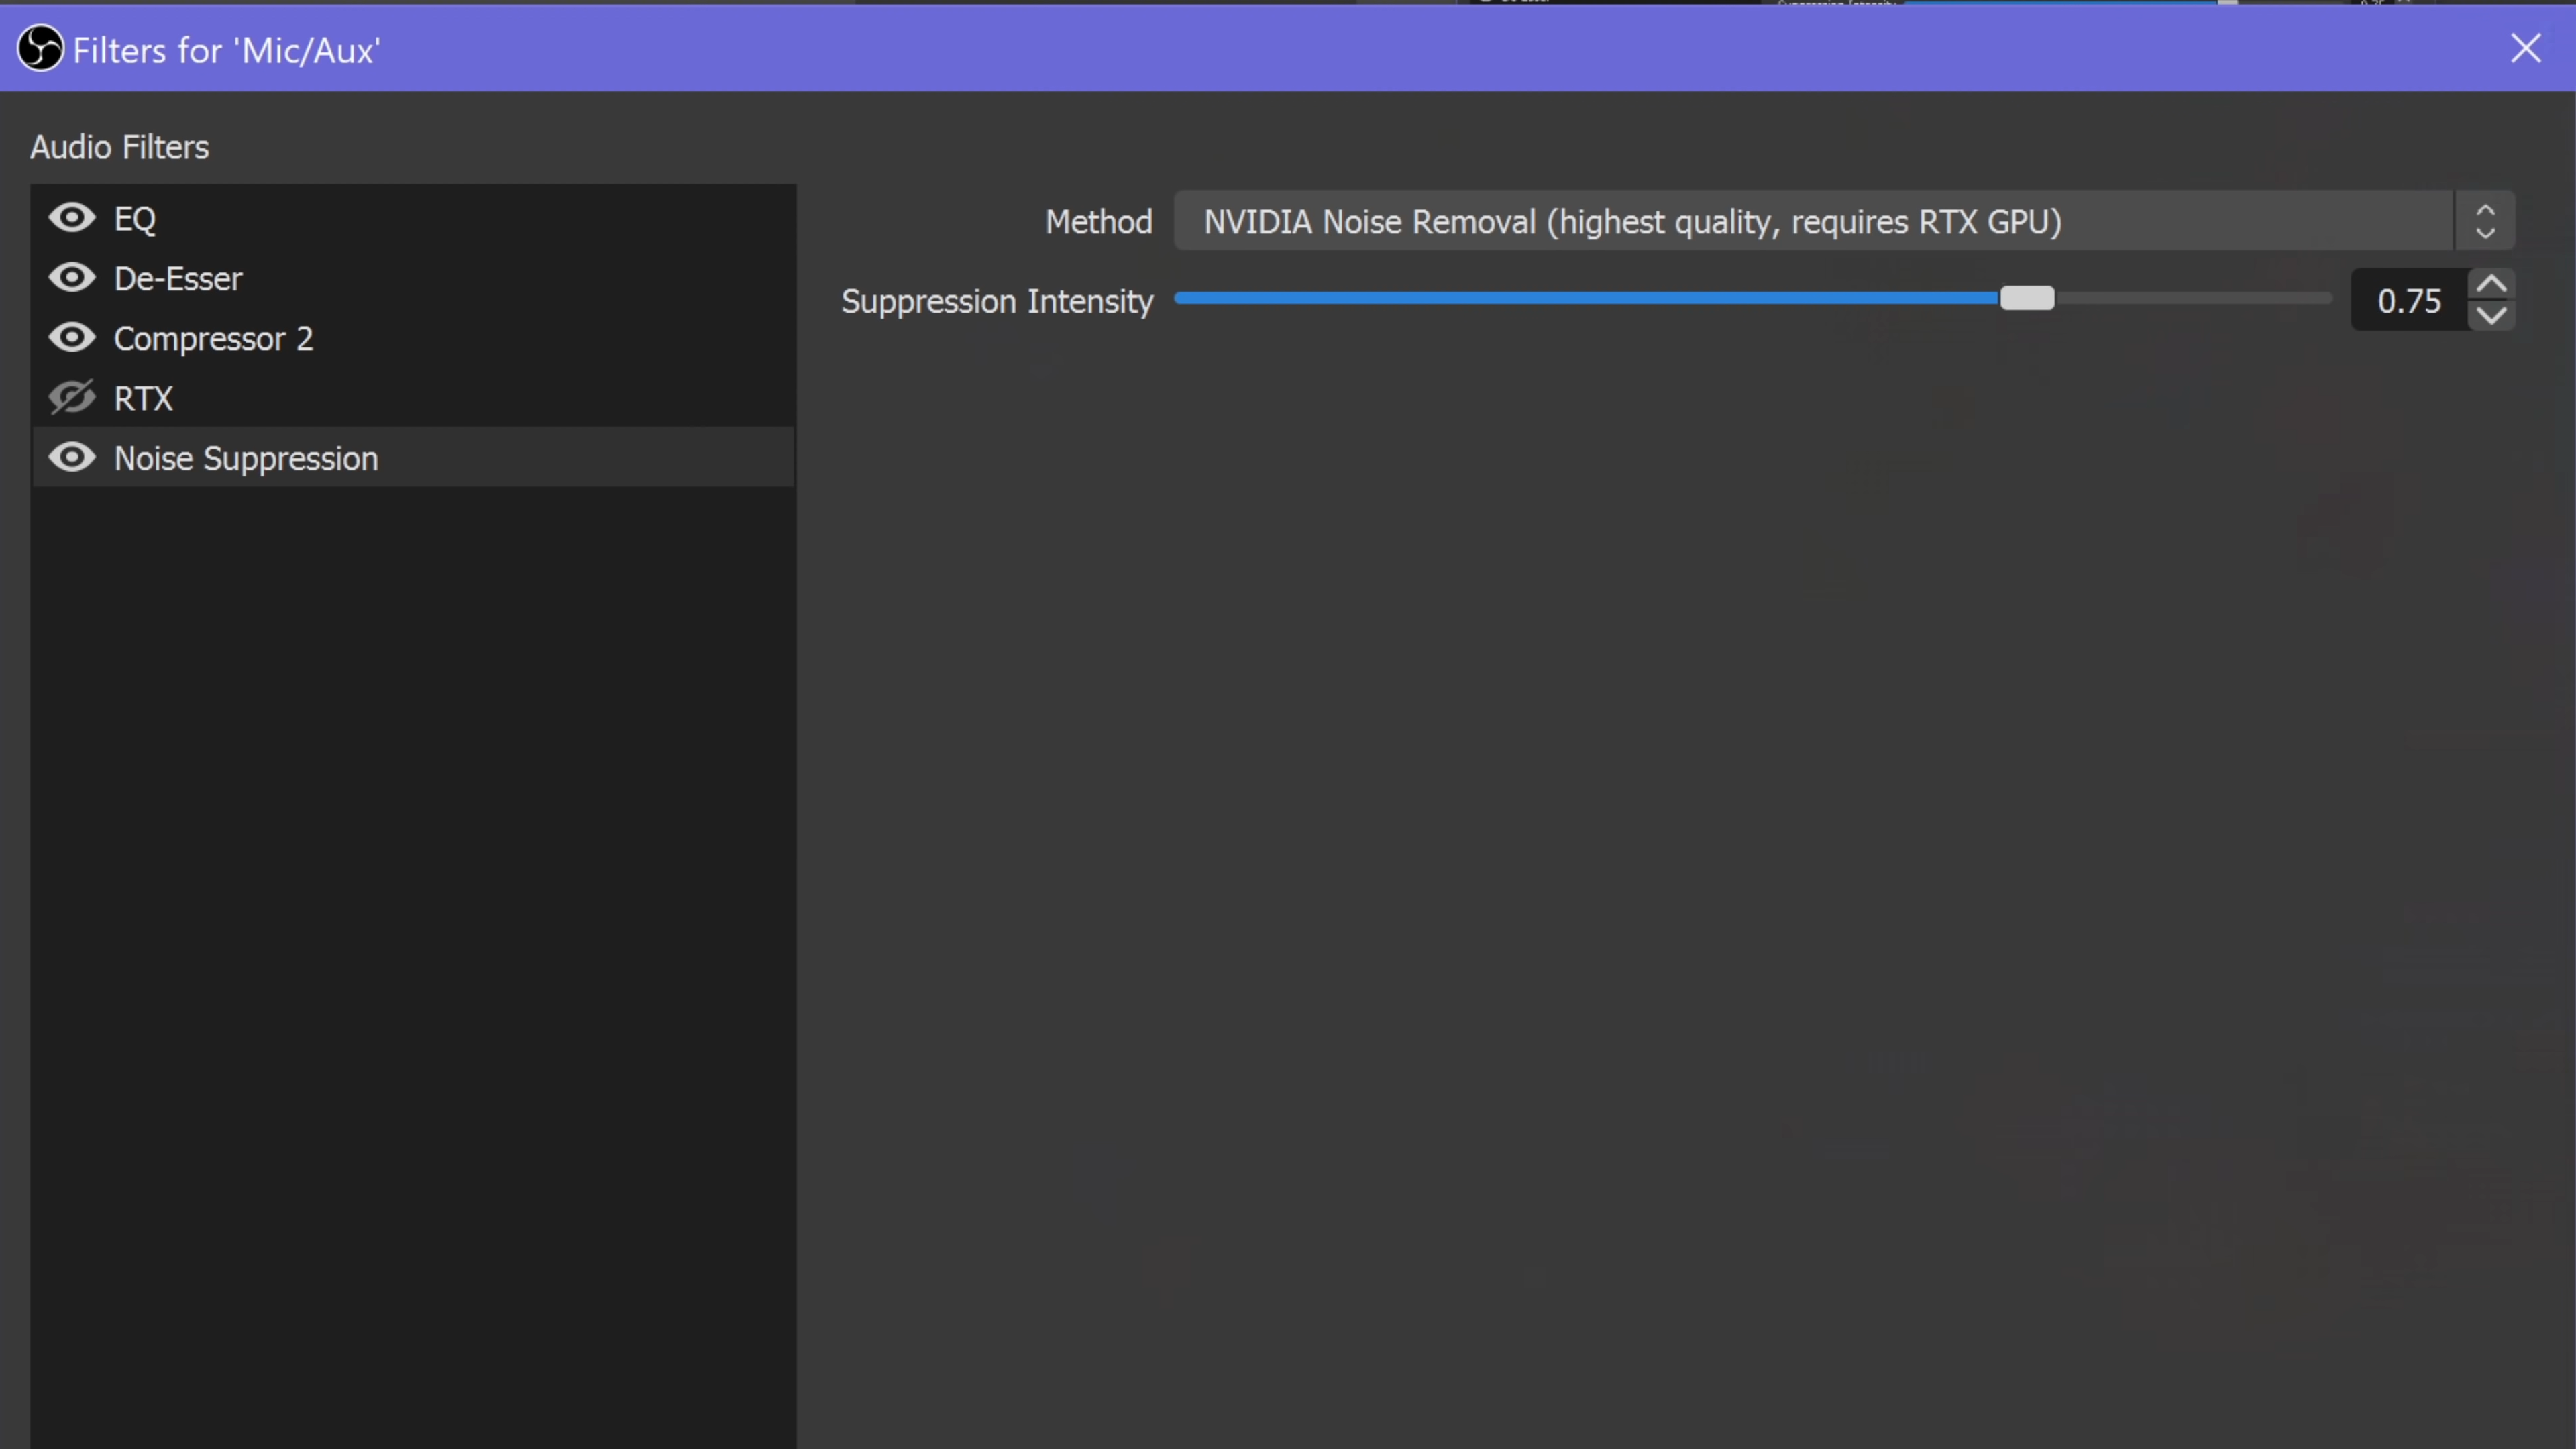 Filters for 'Mic/Aux'
Audio Filters
EQ
De-Esser
Compressor 2
RTX
Noise Suppression
Method NVIDIA Noise Removal (highest quality, requires RTX GPU)
Suppression Intensity 0.75